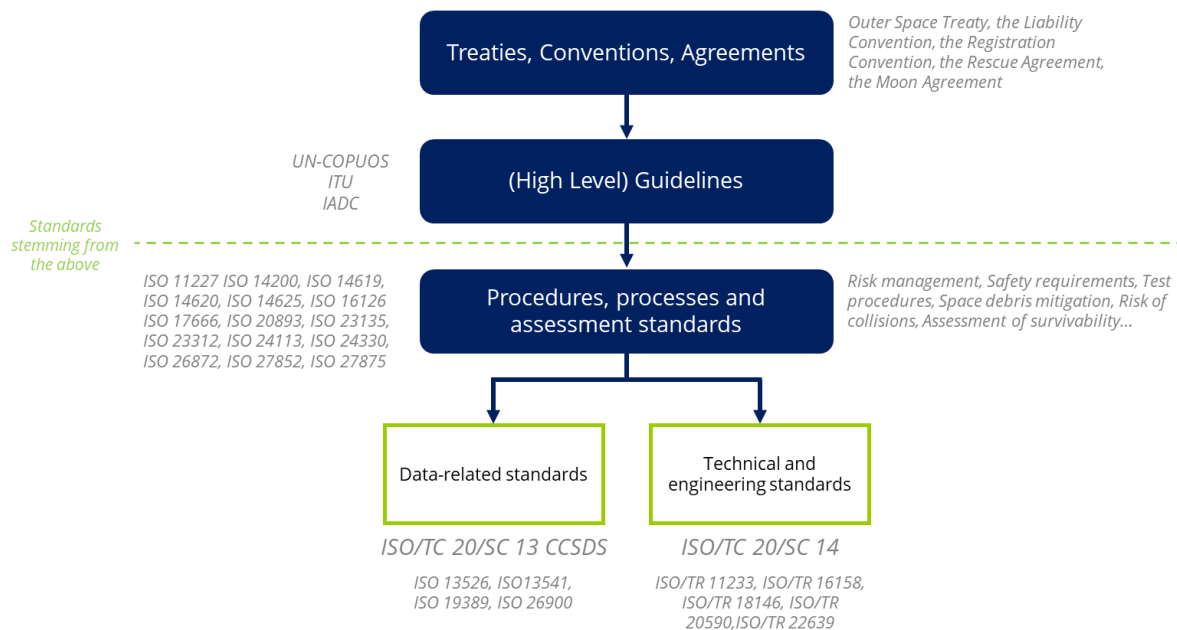 Treaties, Conventions, Agreements
Outer Space Treaty, the Liability
Convention, the Registration
Convention, the Rescue Agreement,
the Moon Agreement
UN-COPUOS
ITU
IADC
(High Level) Guidelines
Standards
stemming from
the above
ISO 11227 ISO 14200, ISO 14619,
ISO 14620, ISO 14625, ISO 16126
ISO 17666, ISO 20893, ISO 23135,
ISO 23312, ISO 24113, ISO 24330,
ISO 26872, ISO 27852, ISO 27875
Procedures, processes and
assessment standards
Risk management, Safety requirements, Test
procedures, Space debris mitigation, Risk of
collisions, Assessment of survivability...
Data-related standards
Technical and
engineering standards
ISO/TC 20/SC 13 CCSDS
ISO/TC 20/SC 14
ISO 13526, ISO13541,
ISO 19389, ISO 26900
ISO/TR 11233, ISO/TR 16158,
ISO/TR 18146, ISO/TR
20590,ISO/TR 22639